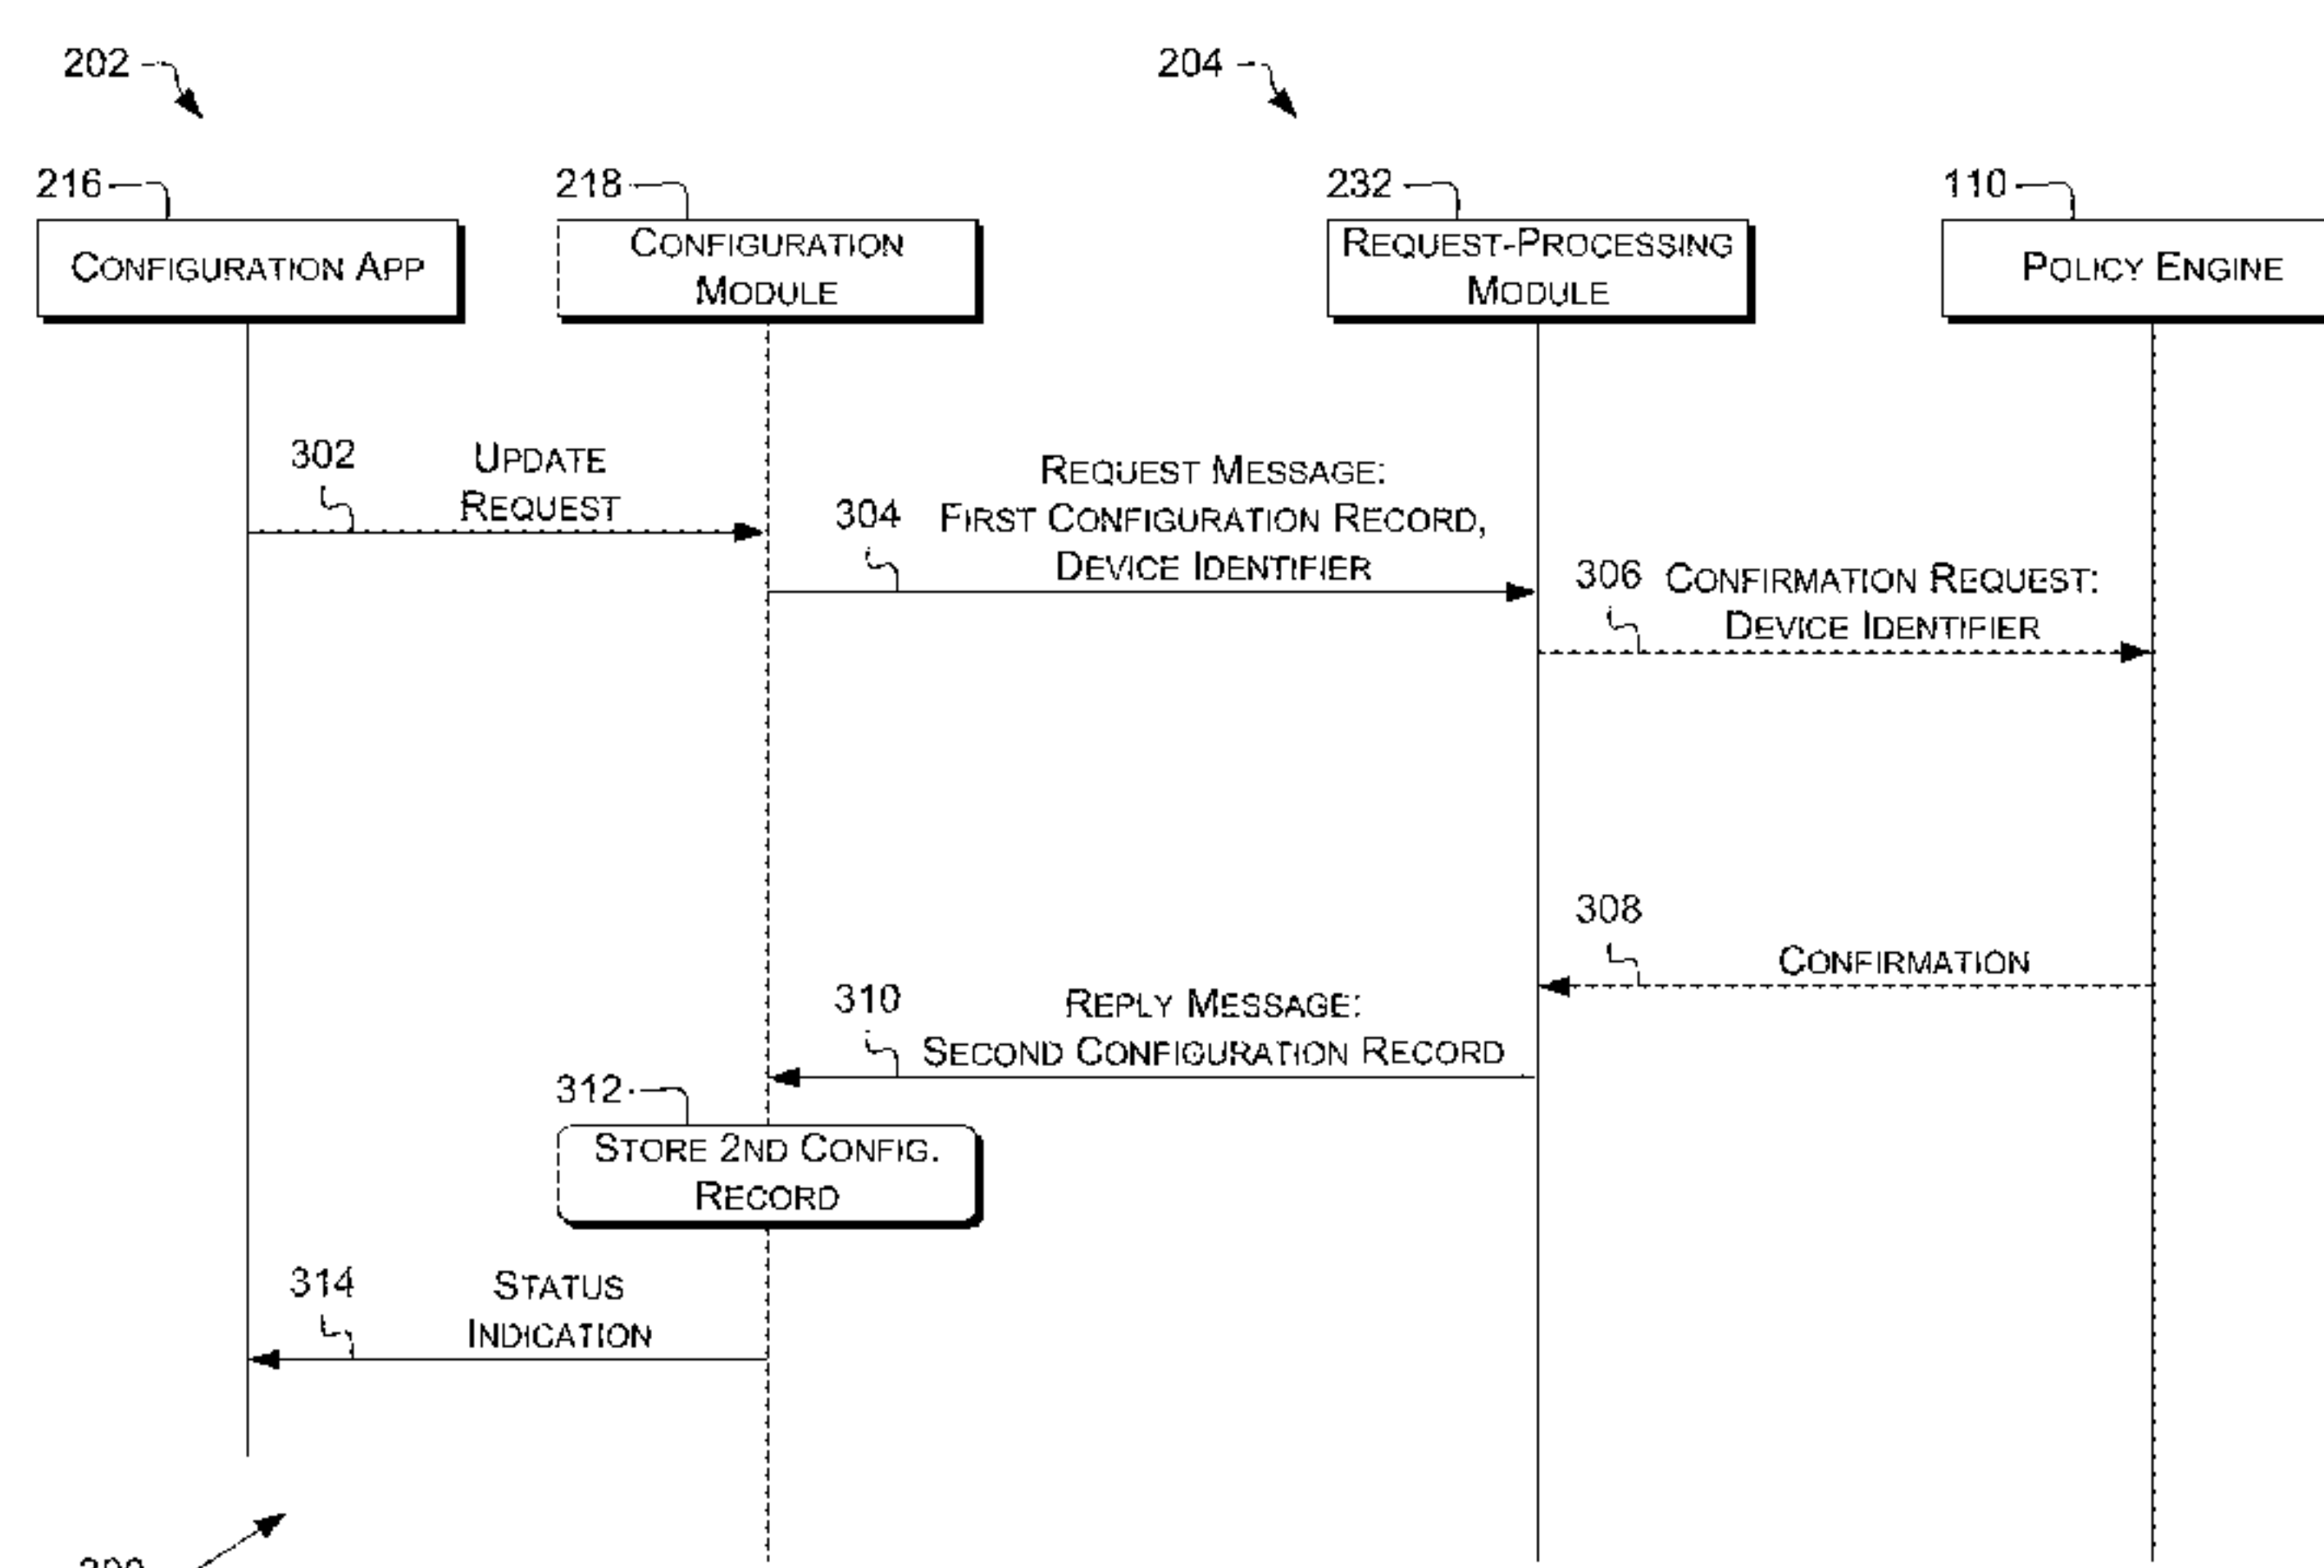 202
204
216
218
232
110
CONFIGURATION APP
CONFIGURATION
MODULE
REQUEST-PROCESSING
MODULE
POLICY ENGINE
302
UPDATE
REQUEST
304
REQUEST MESSAGE:
FIRST CONFIGURATION RECORD,
DEVICE IDENTIFIER
306
CONFIRMATION REQUEST:
DEVICE IDENTIFIER
308
CONFIRMATION
310
REPLY MESSAGE:
SECOND CONFIGURATION RECORD
312
STORE 2ND CONFIG.
RECORD
314
STATUS
INDICATION